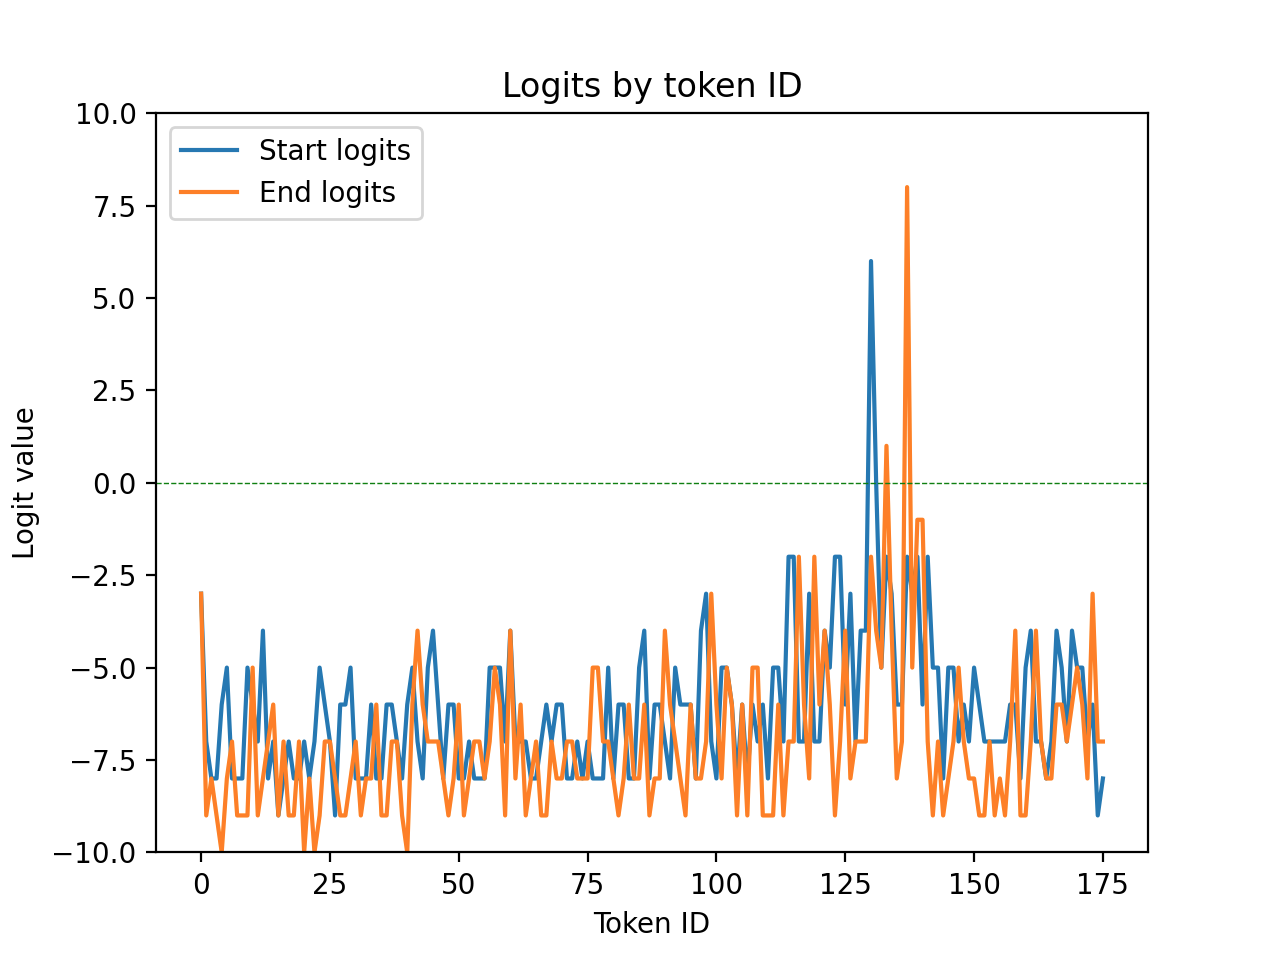 Logits by token ID
Start logits
End logits
10.0
7.5
5.0
2.5
0.0
−2.5
−5.0
−7.5
−10.0
Logit value
0 25 50 75 100 125 150 175
Token ID